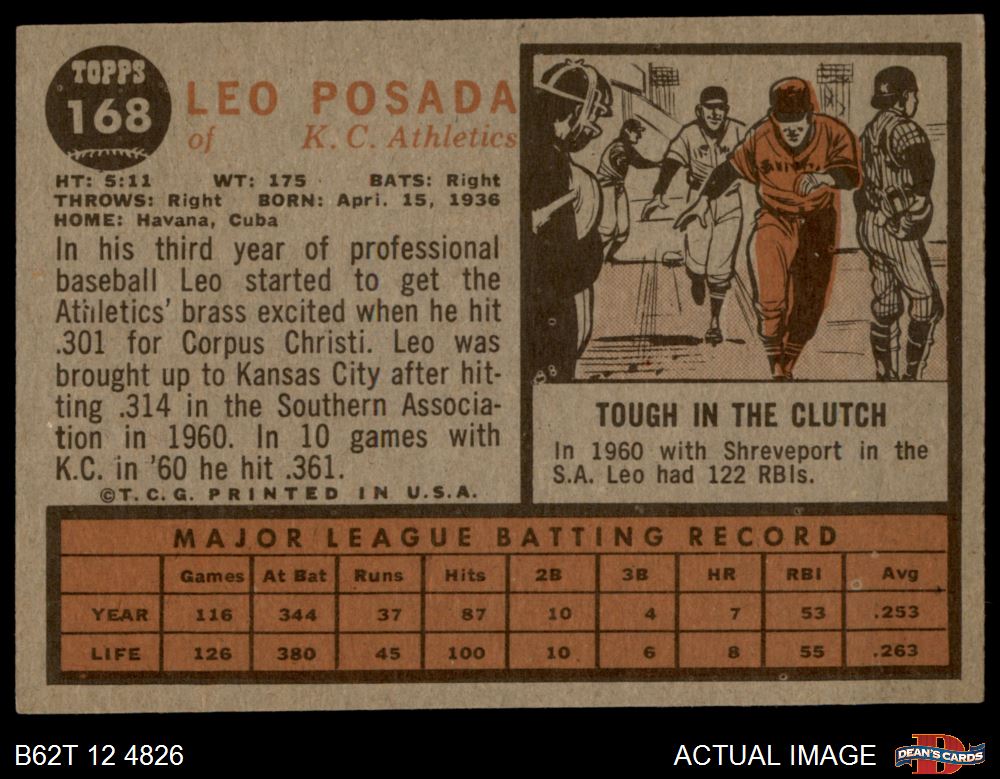 TOPPS
168
LEO POSADA
of K. C. Athletics
HT: 5:11 WT: 175 BATS: Right
THROWS: Right BORN: Apri. 15, 1936
HOME: Havana, Cuba
In his third year of professional
baseball Leo started to get the
Athletics' brass excited when he hit
.301 for Corpus Christi. Leo was
brought up to Kansas City after hit-
ting .314 in the Southern Associa-
tion in 1960. In 10 games with
K.C. in '60 he hit .361.
©T.C.G. PRINTED IN U.S.A.
TOUGH IN THE CLUTCH
In 1960 with Shreveport in the
S.A. Leo had 122 RBIs.
MAJOR LEAGUE BATTING RECORD
Games At Bat Runs Hits 2B 3B HR RBI Avg
YEAR 116 344 37 87 10 4 7 53 .253
LIFE 126 380 45 100 10 6 8 55 .263
B62T 12 4826
ACTUAL IMAGE
DEAN'S CARDS